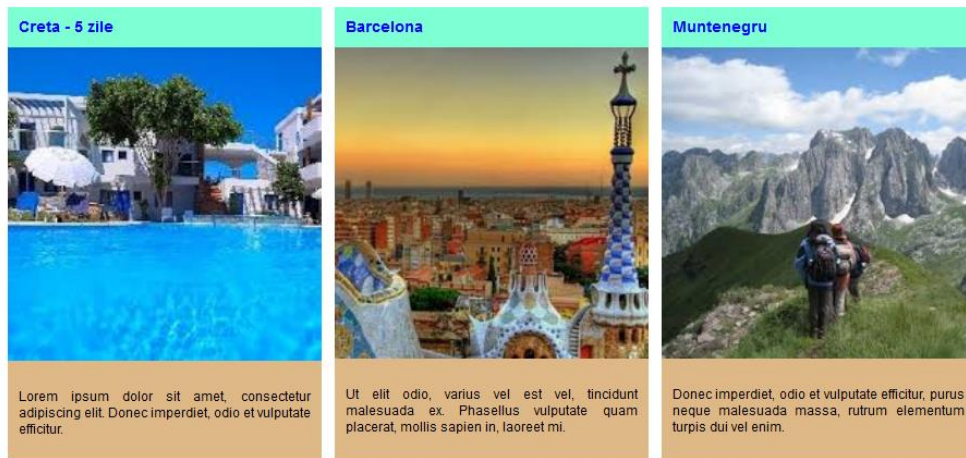 Creta - 5 zile
Lorem ipsum dolor sit amet, consectetur
adipiscing elit. Donec imperdiet, odio et vulputate
efficitur.
Barcelona
Ut elit odio, varius vel est vel, tincidunt
malesuada ex. Phasellus vulputate quam
placerat, mollis sapien in, laoreet mi.
Muntenegru
Donec imperdiet, odio et vulputate efficitur, purus
neque malesuada massa, rutrum elementum
turpis dui vel enim.